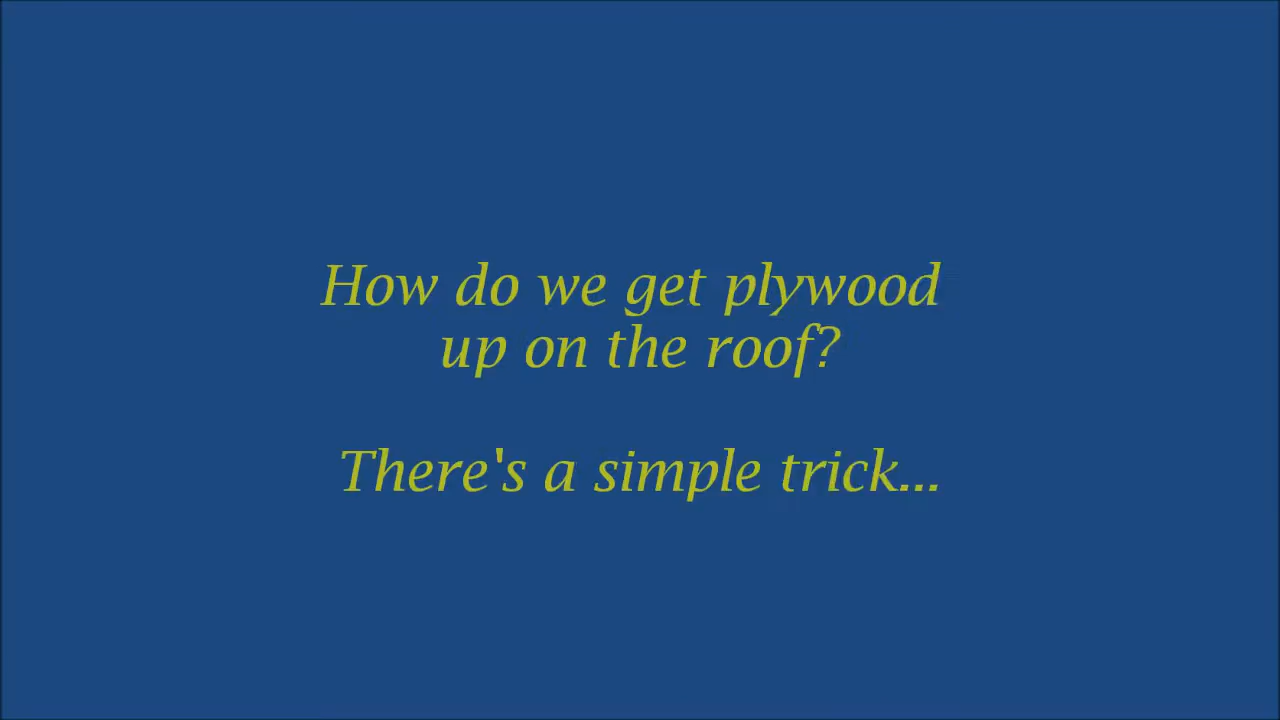 How do we get plywood
up on the roof?
There's a simple trick...